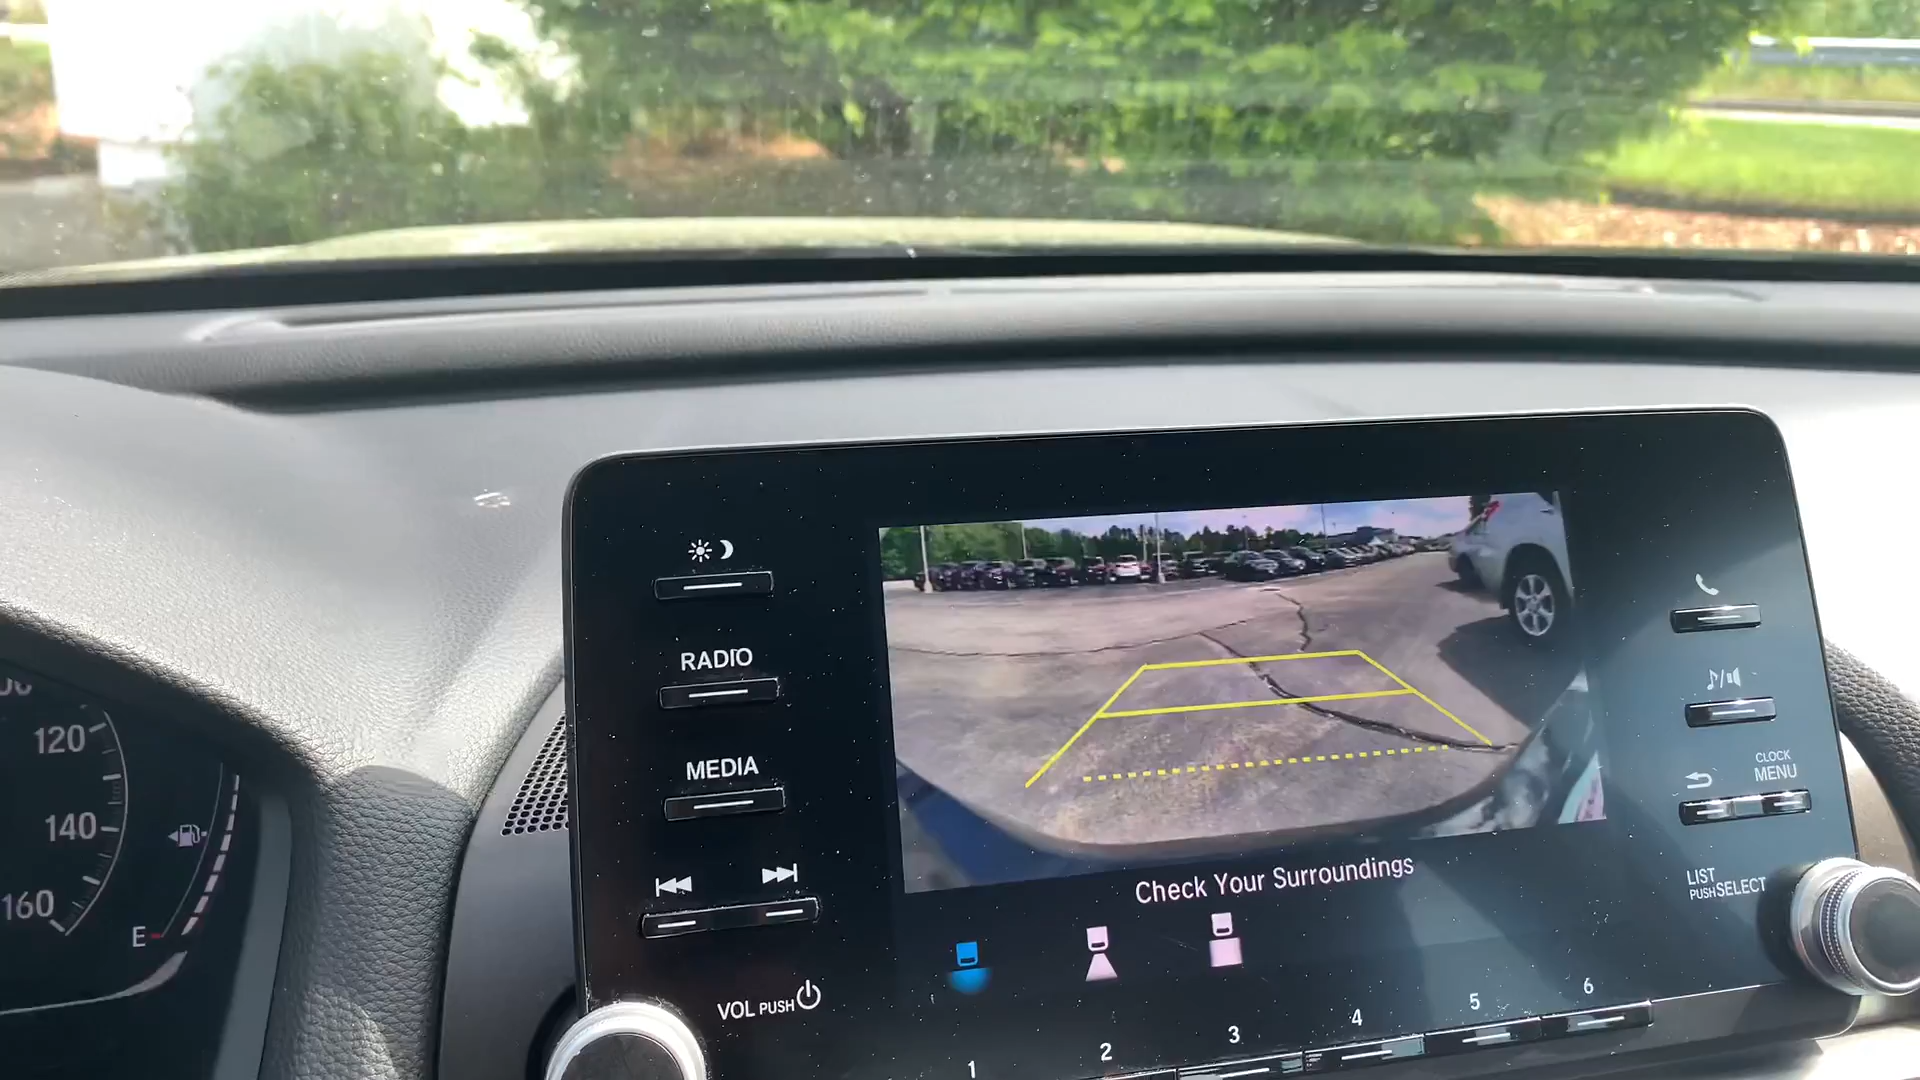 120
140
160
E
RADIO
MEDIA
VOL PUSH
Check Your Surroundings
CLOCK
MENU
LIST
PUSH SELECT
1
2
3
4
5
6